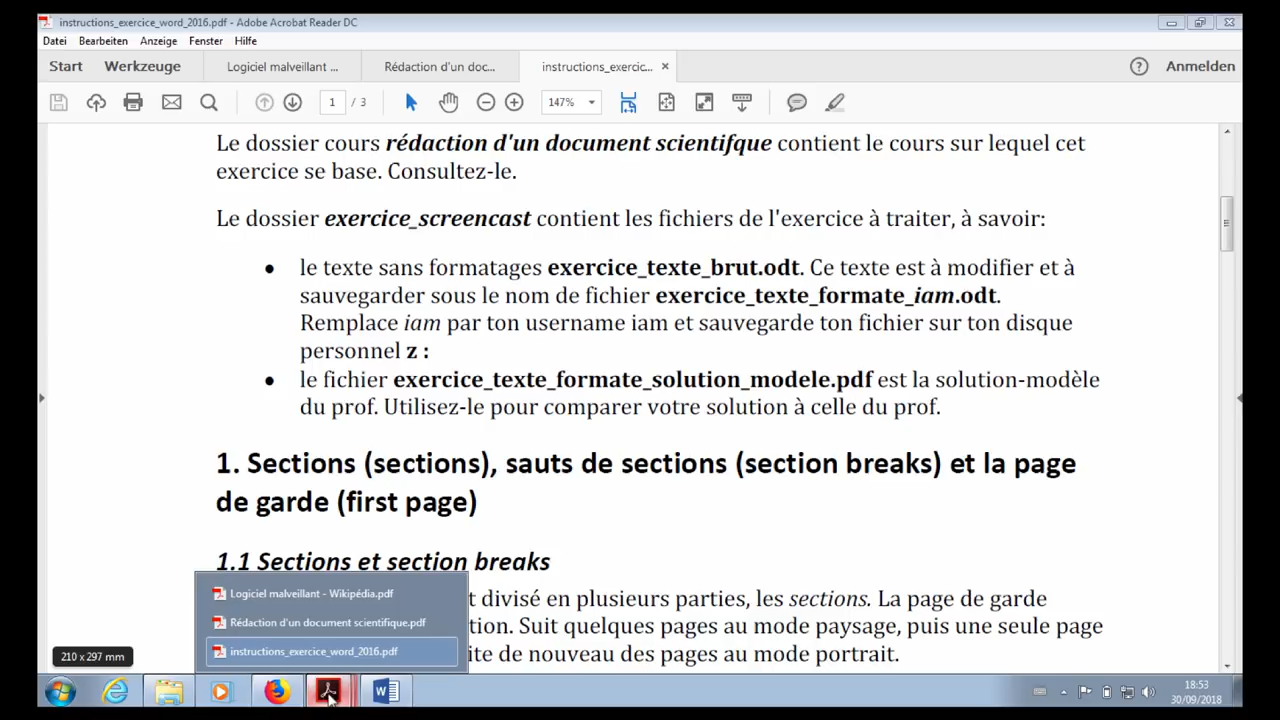 instructions_exercice_word_2016.pdf - Adobe Acrobat Reader DC
Datei Bearbeiten Anzeige Fenster Hilfe
Start Werkzeuge Logiciel malveillant ... Rédaction d'un doc... instructions_exercic... × ? Anmelden
1 / 3 147%
Le dossier cours rédaction d'un document scientifque contient le cours sur lequel cet
exercice se base. Consultez-le.
Le dossier exercice_screencast contient les fichiers de l'exercice à traiter, à savoir:
• le texte sans formatages exercice_texte_brut.odt. Ce texte est à modifier et à
sauvegarder sous le nom de fichier exercice_texte_formate_iam.odt.
Remplace iam par ton username iam et sauvegarde ton fichier sur ton disque
personnel z :
• le fichier exercice_texte_formate_solution_modele.pdf est la solution-modèle
du prof. Utilisez-le pour comparer votre solution à celle du prof.
1. Sections (sections), sauts de sections (section breaks) et la page
de garde (first page)
1.1 Sections et section breaks
t divisé en plusieurs parties, les sections. La page de garde
tion. Suit quelques pages au mode paysage, puis une seule page
ite de nouveau des pages au mode portrait.
Logiciel malveillant - Wikipédia.pdf
Rédaction d'un document scientifique.pdf
instructions_exercice_word_2016.pdf
210 x 297 mm
18:53
30/09/2018